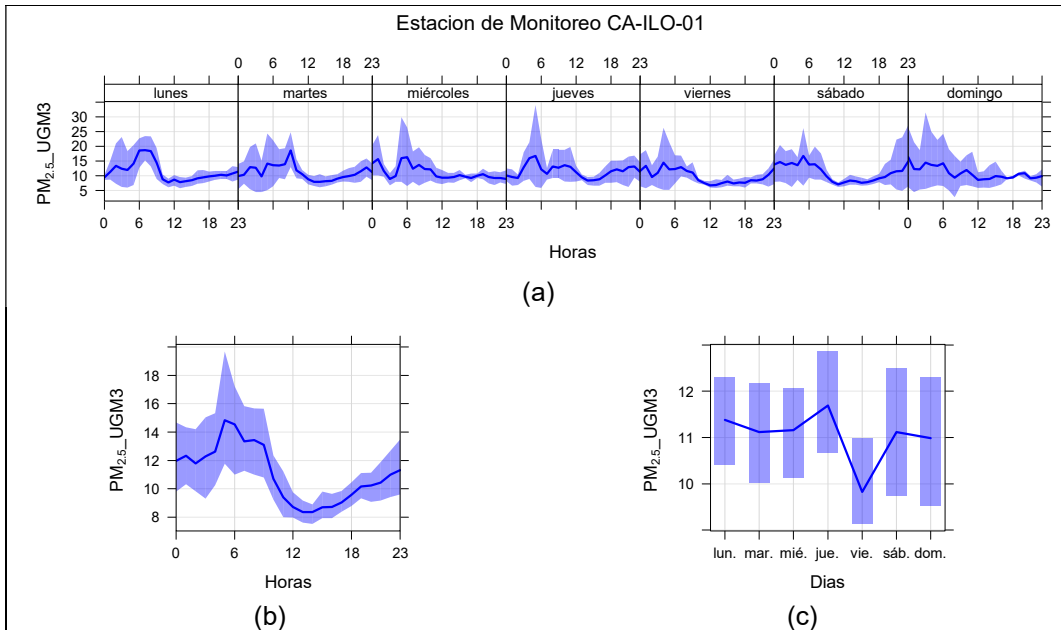 Estacion de Monitoreo CA-ILO-01
0 6 12 18 23 0 6 12 18 23 0 6 12 18 23
lunes martes miércoles jueves viernes sábado domingo
PM2.5_UGM3
30
25
20
15
10
5
0 6 12 18 23 0 6 12 18 23 0 6 12 18 23 0 6 12 18 23
Horas
(a)
PM2.5_UGM3
18
16
14
12
10
8
0 6 12 18 23
Horas
(b)
PM2.5_UGM3
12
11
10
lun. mar. mié. jue. vie. sáb. dom.
Dias
(c)